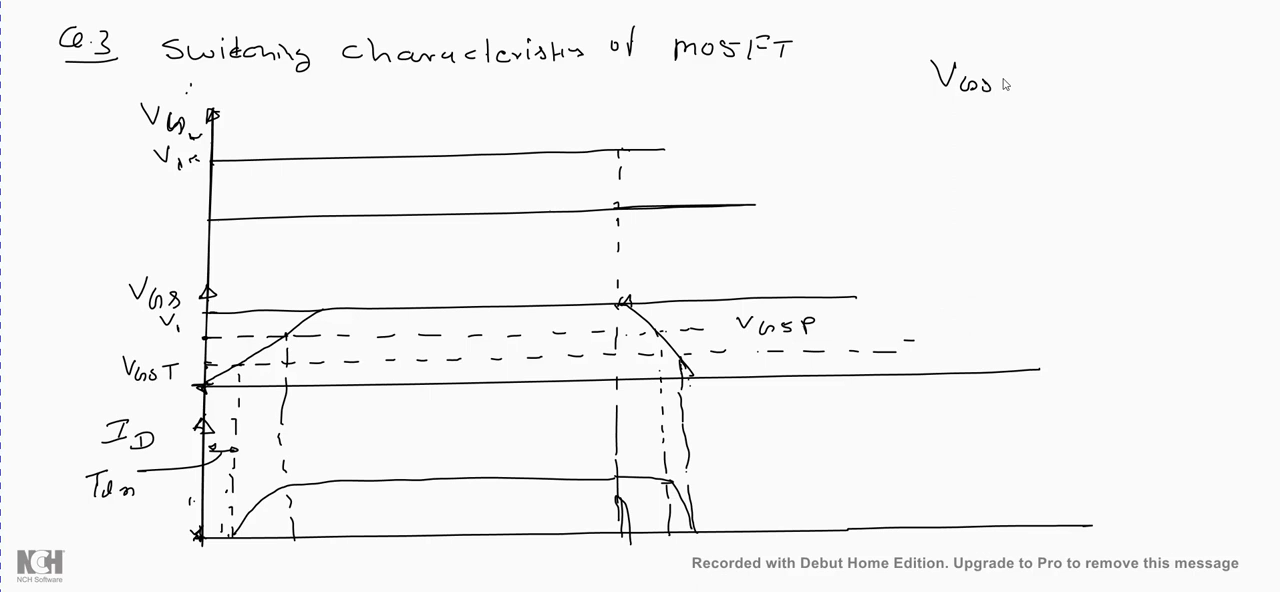 Q.3 Switching characteristics of MOSFET
VGS
VGS
V1
VGSP
VGST
ID
Tdn
NCH
NCH Software
Recorded with Debut Home Edition. Upgrade to Pro to remove this message